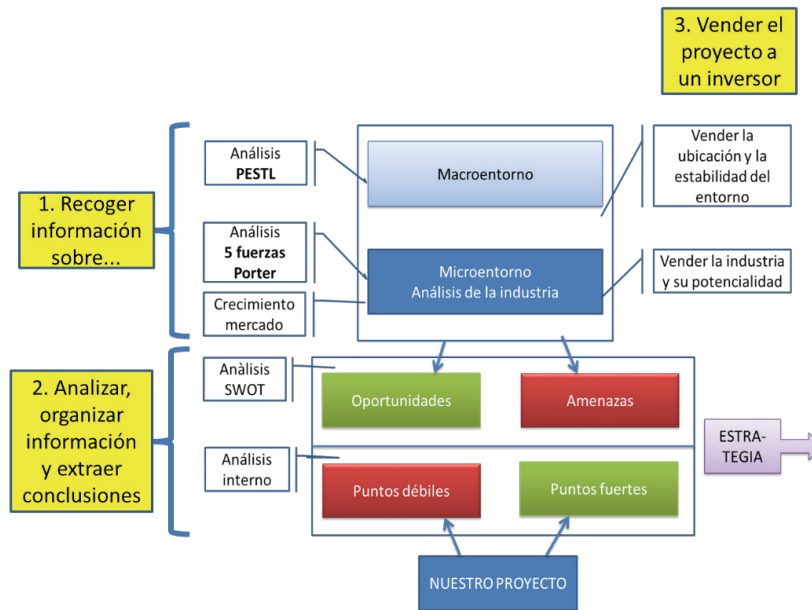 3. Vender el
proyecto a
un inversor
Análisis
PESTL
Macroentorno
Vender la
ubicación y la
estabilidad del
entorno
1. Recoger
información
sobre...
Análisis
5 fuerzas
Porter
Microentorno
Análisis de la industria
Vender la industria
y su potencialidad
Crecimiento
mercado
2. Analizar,
organizar
información
y extraer
conclusiones
Anàlisis
SWOT
Oportunidades
Amenazas
ESTRA-
TEGIA
Análisis
interno
Puntos débiles
Puntos fuertes
NUESTRO PROYECTO